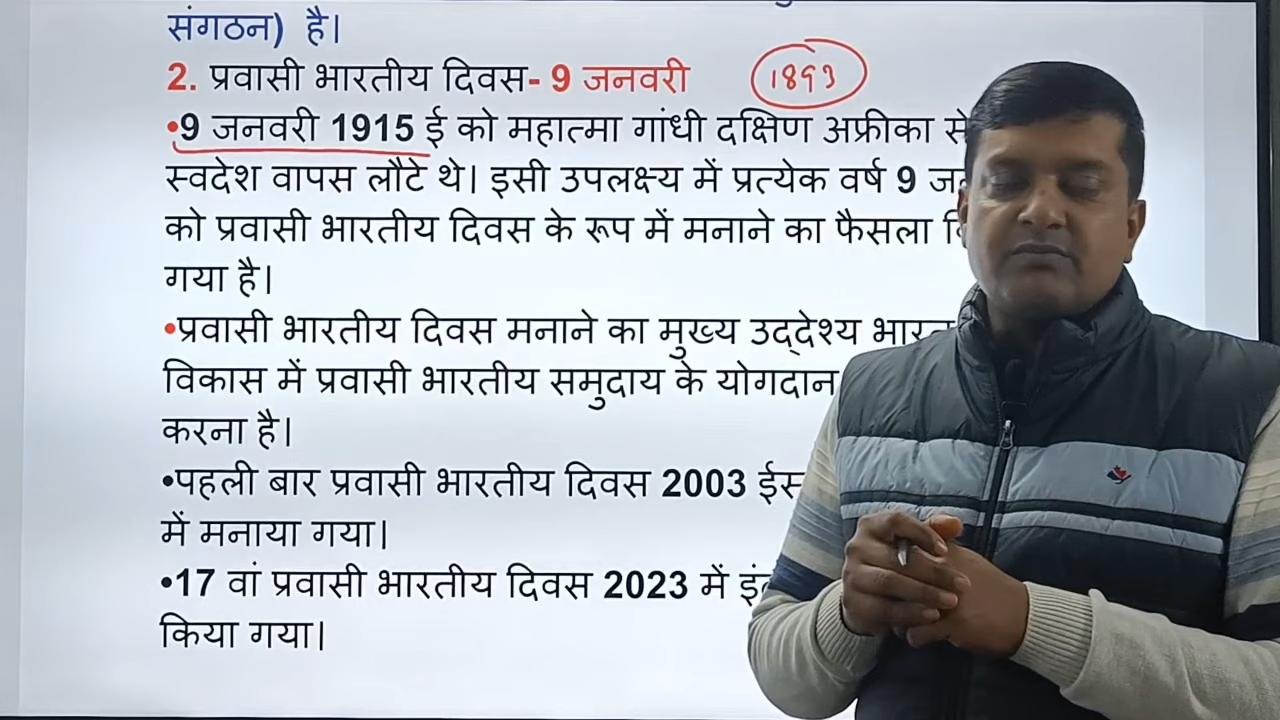 संगठन) है।
2. प्रवासी भारतीय दिवस- 9 जनवरी 1893
•9 जनवरी 1915 ई को महात्मा गांधी दक्षिण अफ्रीका से
स्वदेश वापस लौटे थे। इसी उपलक्ष्य में प्रत्येक वर्ष 9
को प्रवासी भारतीय दिवस के रूप में मनाने का फैसला
गया है।
•प्रवासी भारतीय दिवस मनाने का मुख्य उद्देश्य
विकास में प्रवासी भारतीय समुदाय के योगदान
करना है।
•पहली बार प्रवासी भारतीय दिवस 2003
में मनाया गया।
•17 वां प्रवासी भारतीय दिवस 2023 में
किया गया।